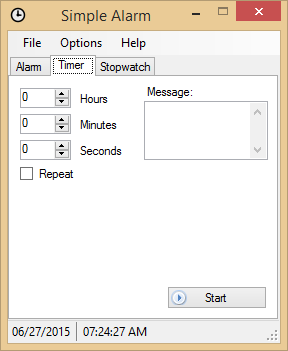 Simple Alarm
File Options Help
Alarm Timer Stopwatch
0 Hours Message:
0 Minutes
0 Seconds
Repeat
Start
06/27/2015 07:24:27 AM